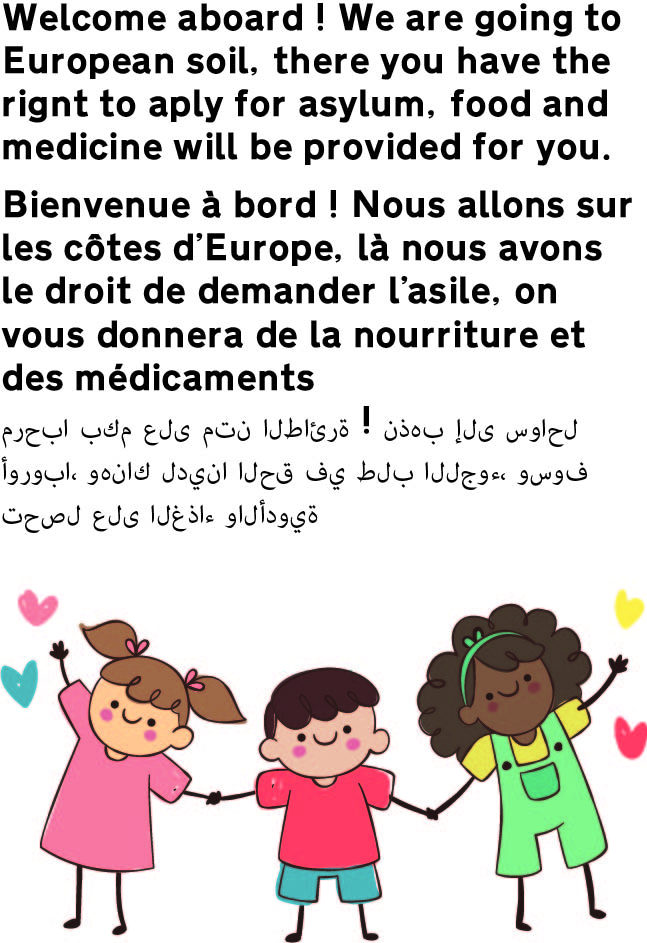 Welcome aboard ! We are going to
European soil, there you have the
rignt to aply for asylum, food and
medicine will be provided for you.
Bienvenue à bord ! Nous allons sur
les côtes d’Europe, là nous avons
le droit de demander l’asile, on
vous donnera de la nourriture et
des médicaments
مرحبا بكم على متن الطائرة ! نذهب إلى سواحل
أوروبا، وهناك لدينا الحق في طلب اللجوء، وسوف
تحصل على الغذاء والأدوية